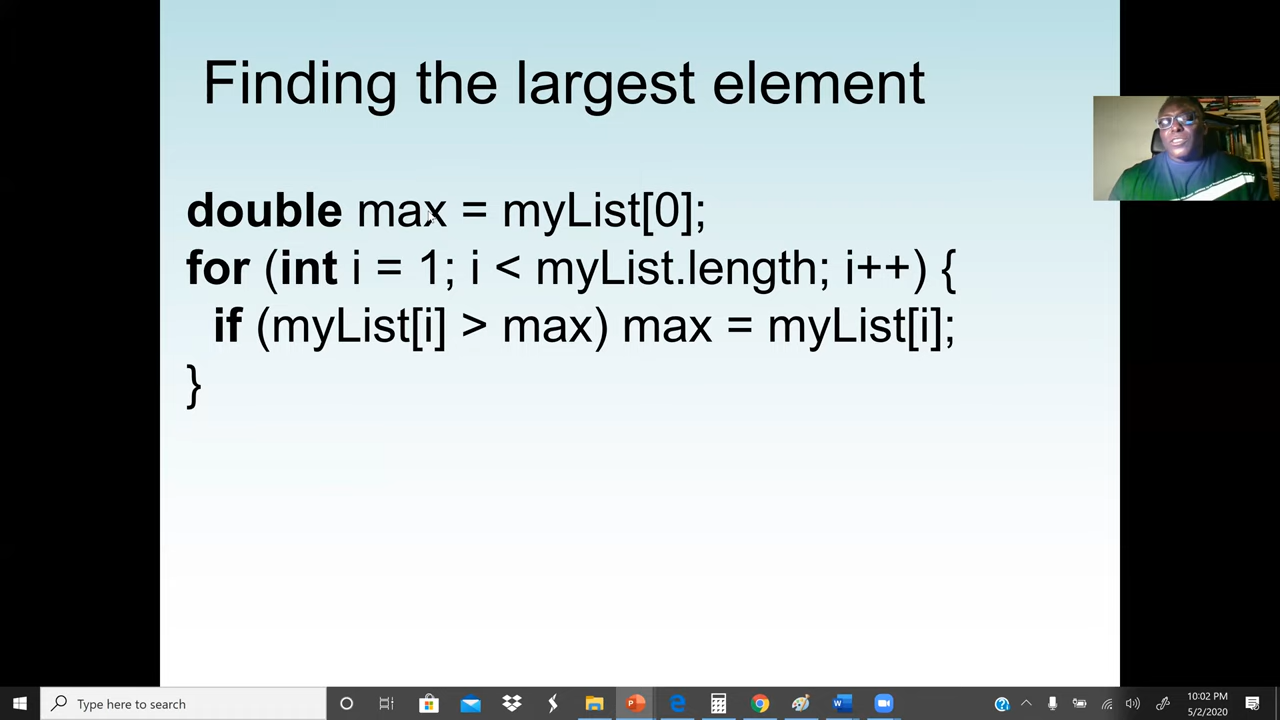 Finding the largest element
double max = myList[0];
for (int i = 1; i < myList.length; i++) {
if (myList[i] > max) max = myList[i];
}
Type here to search
10:02 PM
5/2/2020